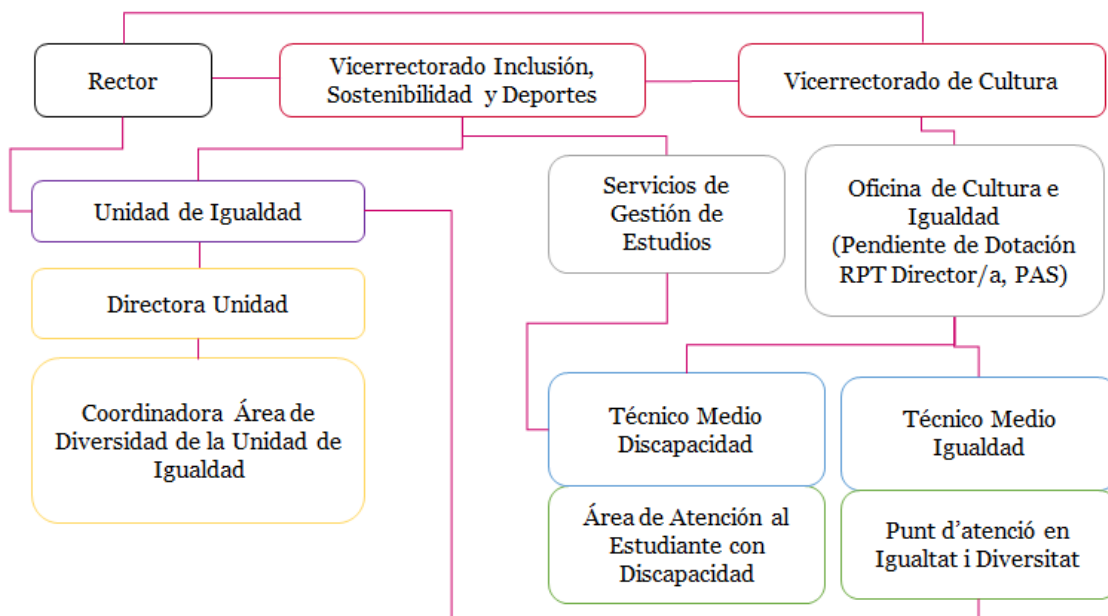 Rector
Vicerrectorado Inclusión,
Sostenibilidad y Deportes
Vicerrectorado de Cultura
Unidad de Igualdad
Servicios de
Gestión de
Estudios
Oficina de Cultura e
Igualdad
(Pendiente de Dotación
RPT Director/a, PAS)
Directora Unidad
Coordinadora Área de
Diversidad de la Unidad de
Igualdad
Técnico Medio
Discapacidad
Técnico Medio
Igualdad
Área de Atención al
Estudiante con
Discapacidad
Punt d’atenció en
Igualtat i Diversitat